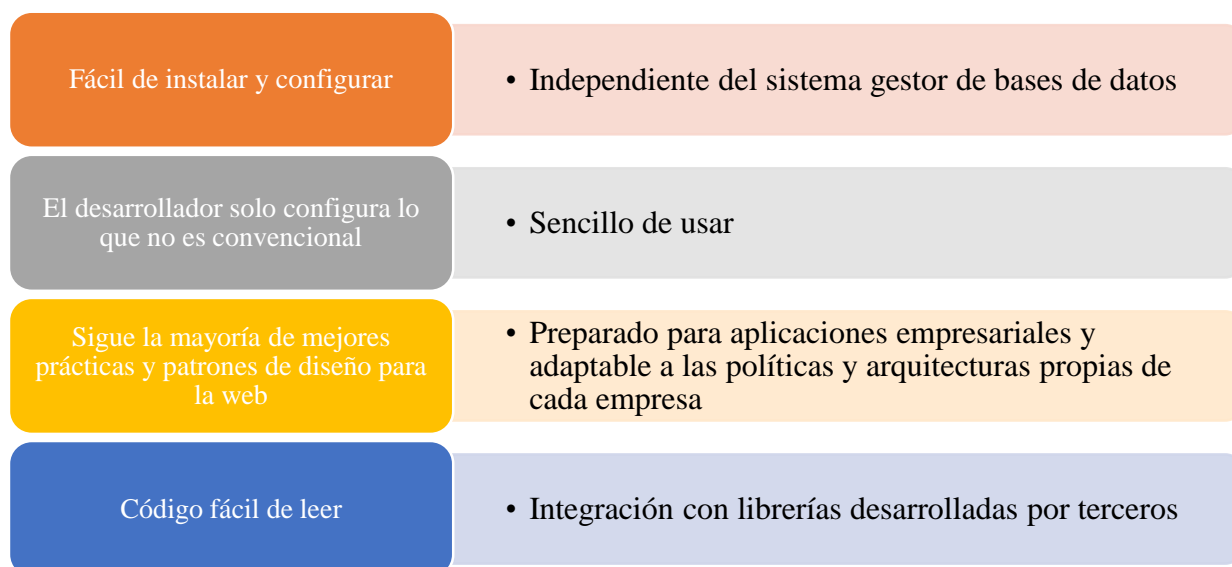 Fácil de instalar y configurar
• Independiente del sistema gestor de bases de datos
El desarrollador solo configura lo
que no es convencional
• Sencillo de usar
Sigue la mayoría de mejores
prácticas y patrones de diseño para
la web
• Preparado para aplicaciones empresariales y
adaptable a las políticas y arquitecturas propias de
cada empresa
Código fácil de leer
• Integración con librerías desarrolladas por terceros